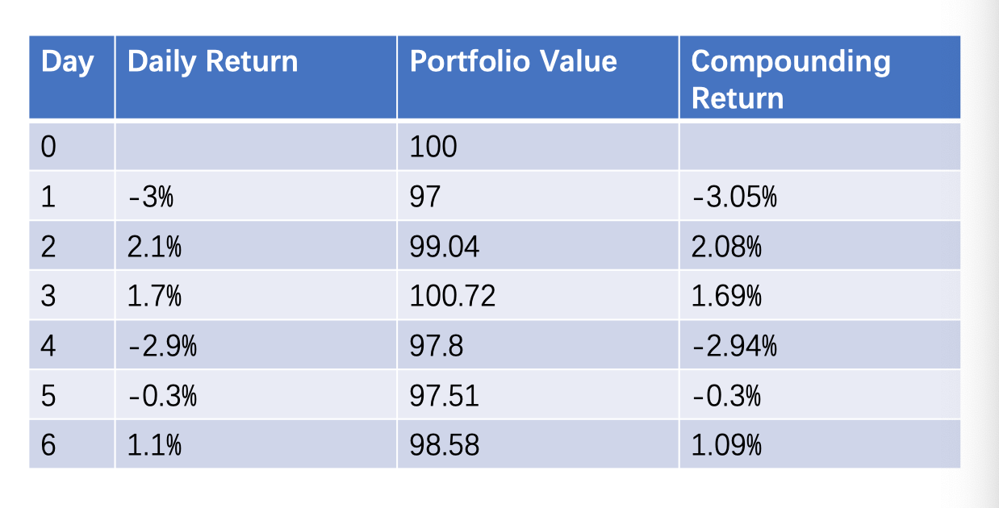 Day Daily Return Portfolio Value Compounding
Return
0 100
1 -3% 97 -3.05%
2 2.1% 99.04 2.08%
3 1.7% 100.72 1.69%
4 -2.9% 97.8 -2.94%
5 -0.3% 97.51 -0.3%
6 1.1% 98.58 1.09%